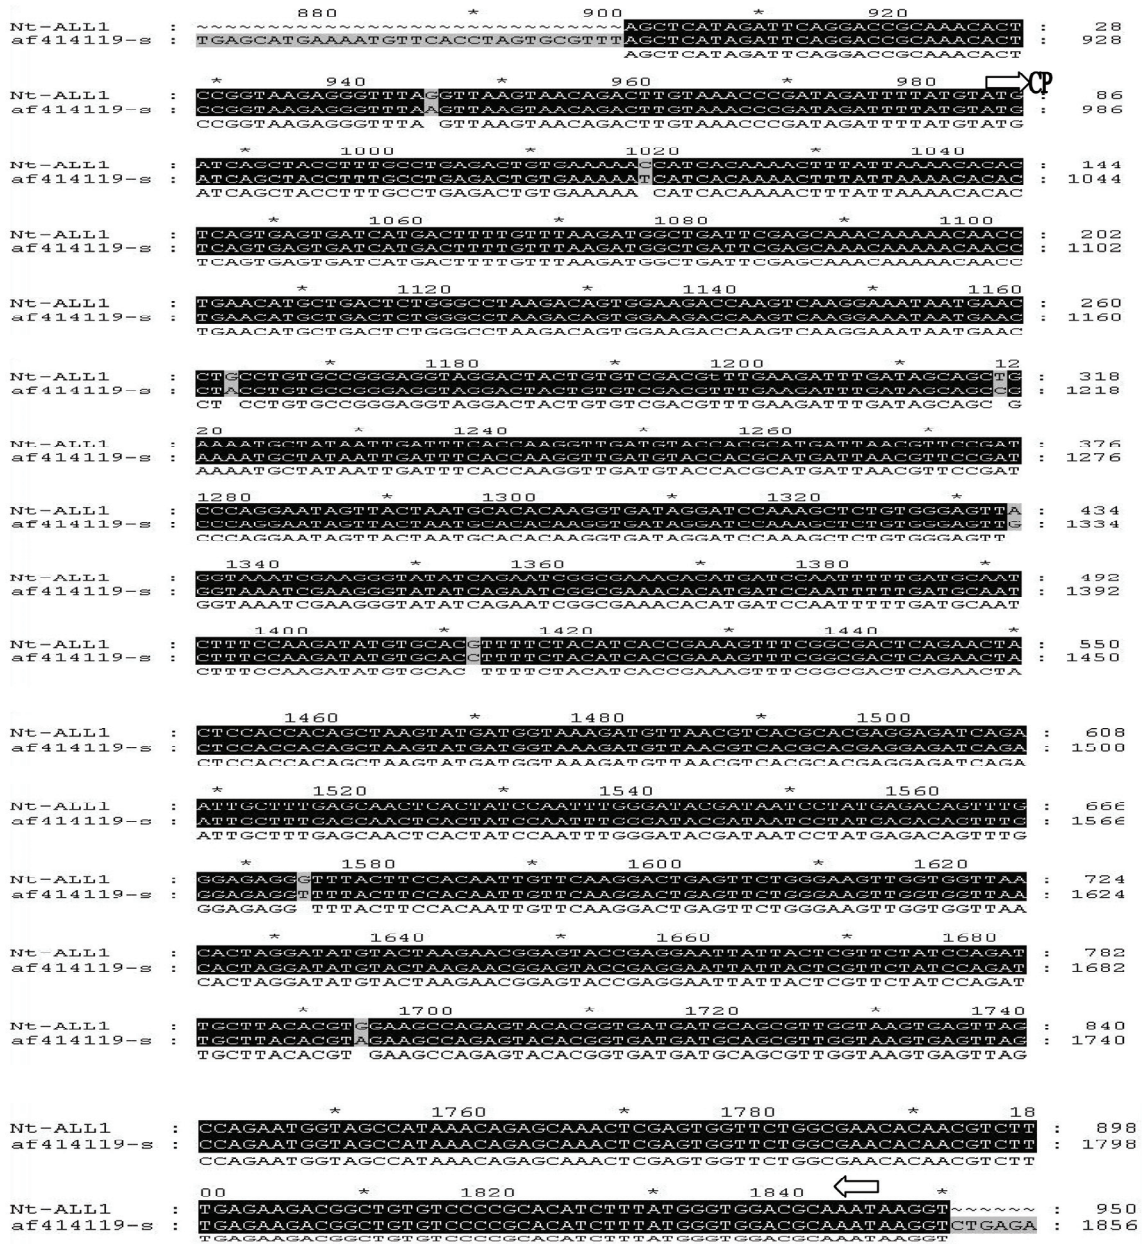 880 * 900 920
Nt-ALL1 : ~~~~~~~~~~~~~~~~~~~~~~~~~~~~~~AGCTCATAGATTCAGGACCGCAAACACT : 28
af414119-s : TGAGCATGAAAATGTTCACCTAGTGCGTTTAGCTCATAGATTCAGGACCGCAAACACT : 928
AGCTCATAGATTCAGGACCGCAAACACT
* 940 * 960 * 980 CP
Nt-ALL1 : CCGGTAAGAGGGTTTAGGTTAAGTAACAGACTTGTAAACCCGATAGATTTTATGTATG : 86
af414119-s : CCGGTAAGAGGGTTTAAGTTAAGTAACAGACTTGTAAACCCGATAGATTTTATGTATG : 986
CCGGTAAGAGGGTTTA GTTAAGTAACAGACTTGTAAACCCGATAGATTTTATGTATG
* 1000 * 1020 * 1040
Nt-ALL1 : ATCAGCTACCTTTGCCTGAGACTGTGAAAAACCATCACAAAACTTTATTAAAACACAC : 144
af414119-s : ATCAGCTACCTTTGCCTGAGACTGTGAAAAATCATCACAAAACTTTATTAAAACACAC : 1044
ATCAGCTACCTTTGCCTGAGACTGTGAAAAA CATCACAAAACTTTATTAAAACACAC
* 1060 * 1080 * 1100
Nt-ALL1 : TCAGTGAGTGATCATGACTTTTGTTTAAGATGGCTGATTCGAGCAAACAAAAACAACC : 202
af414119-s : TCAGTGAGTGATCATGACTTTTGTTTAAGATGGCTGATTCGAGCAAACAAAAACAACC : 1102
TCAGTGAGTGATCATGACTTTTGTTTAAGATGGCTGATTCGAGCAAACAAAAACAACC
* 1120 * 1140 * 1160
Nt-ALL1 : TGAACATGCTGACTCTGGGCCTAAGACAGTGGAAGACCAAGTCAAGGAAATAATGAAC : 260
af414119-s : TGAACATGCTGACTCTGGGCCTAAGACAGTGGAAGACCAAGTCAAGGAAATAATGAAC : 1160
TGAACATGCTGACTCTGGGCCTAAGACAGTGGAAGACCAAGTCAAGGAAATAATGAAC
* 1180 * 1200 * 12
Nt-ALL1 : CTGCCTGTGCCGGGAGGTAGGACTACTGTGTCGACGtTTGAAGATTTGATAGCAGCTG : 318
af414119-s : CTACCTGTGCCGGGAGGTAGGACTACTGTGTCGACGTTTGAAGATTTGATAGCAGCCG : 1218
CT CCTGTGCCGGGAGGTAGGACTACTGTGTCGACGTTTGAAGATTTGATAGCAGC G
20 * 1240 * 1260 *
Nt-ALL1 : AAAATGCTATAATTGATTTCACCAAGGTTGATGTACCACGCATGATTAACGTTCCGAT : 376
af414119-s : AAAATGCTATAATTGATTTCACCAAGGTTGATGTACCACGCATGATTAACGTTCCGAT : 1276
AAAATGCTATAATTGATTTCACCAAGGTTGATGTACCACGCATGATTAACGTTCCGAT
1280 * 1300 * 1320 *
Nt-ALL1 : CCCAGGAATAGTTACTAATGCACACAAGGTGATAGGATCCAAAGCTCTGTGGGAGTTA : 434
af414119-s : CCCAGGAATAGTTACTAATGCACACAAGGTGATAGGATCCAAAGCTCTGTGGGAGTTG : 1334
CCCAGGAATAGTTACTAATGCACACAAGGTGATAGGATCCAAAGCTCTGTGGGAGTT
1340 * 1360 * 1380 *
Nt-ALL1 : GGTAAATCGAAGGGTATATCAGAATCGGCGAAACACATGATCCAATTTTTGATGCAAT : 492
af414119-s : GGTAAATCGAAGGGTATATCAGAATCGGCGAAACACATGATCCAATTTTTGATGCAAT : 1392
GGTAAATCGAAGGGTATATCAGAATCGGCGAAACACATGATCCAATTTTTGATGCAAT
1400 * 1420 * 1440 *
Nt-ALL1 : CTTTCCAAGATATGTGCACGTTTTCTACATCACCGAAAGTTTCGGCGACTCAGAACTA : 550
af414119-s : CTTTCCAAGATATGTGCACCTTTTCTACATCACCGAAAGTTTCGGCGACTCAGAACTA : 1450
CTTTCCAAGATATGTGCAC TTTTCTACATCACCGAAAGTTTCGGCGACTCAGAACTA
1460 * 1480 * 1500
Nt-ALL1 : CTCCACCACAGCTAAGTATGATGGTAAAGATGTTAACGTCACGCACGAGGAGATCAGA : 608
af414119-s : CTCCACCACAGCTAAGTATGATGGTAAAGATGTTAACGTCACGCACGAGGAGATCAGA : 1500
CTCCACCACAGCTAAGTATGATGGTAAAGATGTTAACGTCACGCACGAGGAGATCAGA
* 1520 * 1540 * 1560
Nt-ALL1 : ATTGCTTTGAGCAACTCACTATCCAATTTGGGATACGATAATCCTATGAGACAGTTTG : 666
af414119-s : ATTGCTTTGAGCAACTCACTATCCAATTTGGGATACGATAATCCTATGAGACAGTTTG : 1566
ATTGCTTTGAGCAACTCACTATCCAATTTGGGATACGATAATCCTATGAGACAGTTTG
* 1580 * 1600 * 1620
Nt-ALL1 : GGAGAGGGTTTACTTCCACAATTGTTCAAGGACTGAGTTCTGGGAAGTTGGTGGTTAA : 724
af414119-s : GGAGAGGTTTTACTTCCACAATTGTTCAAGGACTGAGTTCTGGGAAGTTGGTGGTTAA : 1624
GGAGAGG TTTACTTCCACAATTGTTCAAGGACTGAGTTCTGGGAAGTTGGTGGTTAA
* 1640 * 1660 * 1680
Nt-ALL1 : CACTAGGATATGTACTAAGAACGGAGTACCGAGGAATTATTACTCGTTCTATCCAGAT : 782
af414119-s : CACTAGGATATGTACTAAGAACGGAGTACCGAGGAATTATTACTCGTTCTATCCAGAT : 1682
CACTAGGATATGTACTAAGAACGGAGTACCGAGGAATTATTACTCGTTCTATCCAGAT
* 1700 * 1720 * 1740
Nt-ALL1 : TGCTTACACGTGGAAGCCAGAGTACACGGTGATGATGCAGCGTTGGTAAGTGAGTTAG : 840
af414119-s : TGCTTACACGTAGAAGCCAGAGTACACGGTGATGATGCAGCGTTGGTAAGTGAGTTAG : 1740
TGCTTACACGT GAAGCCAGAGTACACGGTGATGATGCAGCGTTGGTAAGTGAGTTAG
* 1760 * 1780 * 18
Nt-ALL1 : CCAGAATGGTAGCCATAAACAGAGCAAACTCGAGTGGTTCTGGCGAACACAACGTCTT : 898
af414119-s : CCAGAATGGTAGCCATAAACAGAGCAAACTCGAGTGGTTCTGGCGAACACAACGTCTT : 1798
CCAGAATGGTAGCCATAAACAGAGCAAACTCGAGTGGTTCTGGCGAACACAACGTCTT
00 * 1820 * 1840 *
Nt-ALL1 : TGAGAAGACGGCTGTGTCCCCGCACATCTTTATGGGTGGACGCAAATAAGGT~~~~~~ : 950
af414119-s : TGAGAAGACGGCTGTGTCCCCGCACATCTTTATGGGTGGACGCAAATAAGGTCTGAGA : 1856
TGAGAAGACGGCTGTGTCCCCGCACATCTTTATGGGTGGACGCAAATAAGGT